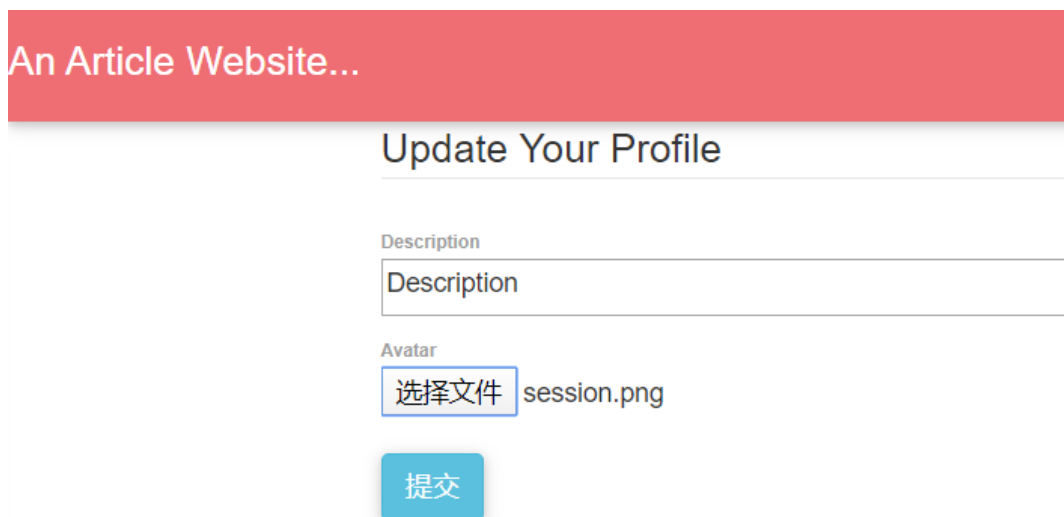 An Article Website...
Update Your Profile
Description
Description
Avatar
选择文件 session.png
提交